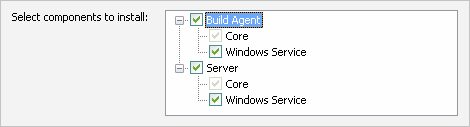 Select components to install:
Build Agent
Core
Windows Service
Server
Core
Windows Service